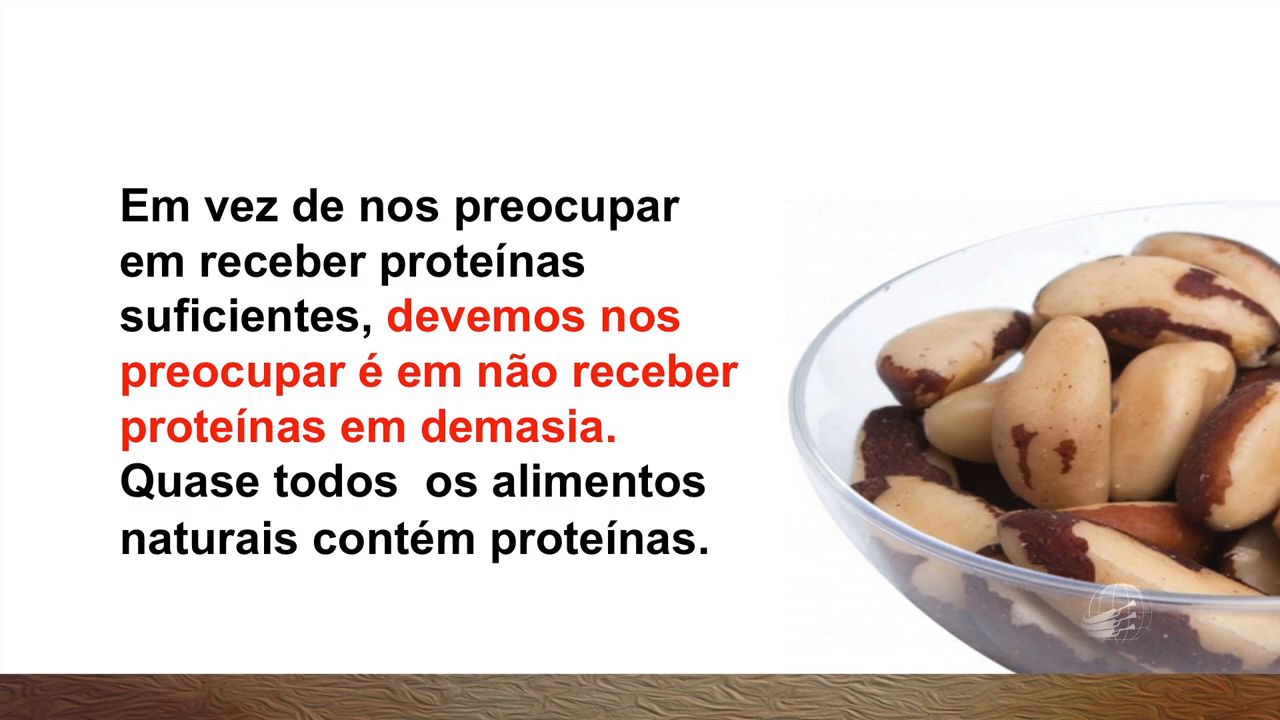 Em vez de nos preocupar
em receber proteínas
suficientes, devemos nos
preocupar é em não receber
proteínas em demasia.
Quase todos  os alimentos
naturais contém proteínas.